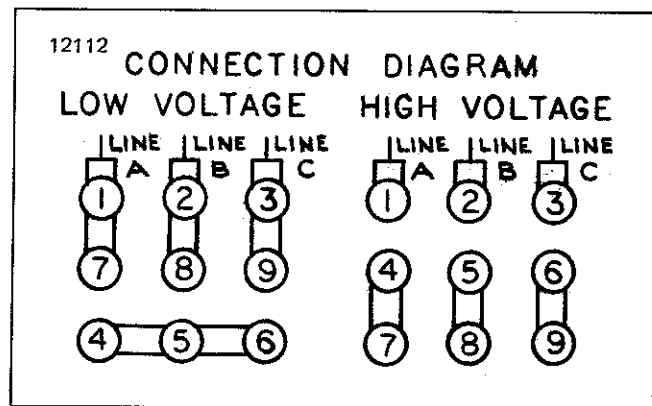 12112
CONNECTION DIAGRAM
LOW VOLTAGE HIGH VOLTAGE
LINE LINE LINE LINE LINE LINE
A B C A B C
1 2 3 1 2 3
7 8 9 4 5 6
4 5 6 7 8 9